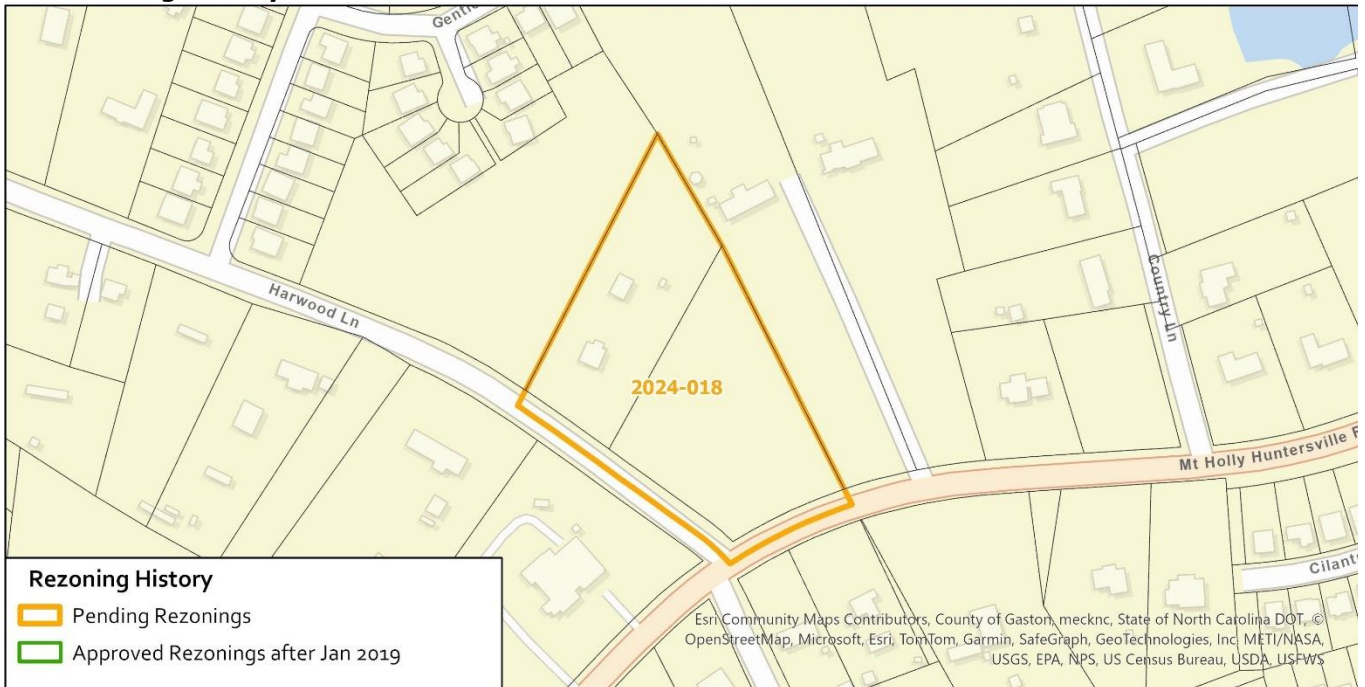 Harwood Ln
2024-018
Country Ln
Mt Holly Huntersville
Rezoning History
Pending Rezonings
Approved Rezonings after Jan 2019
Esri Community Maps Contributors, County of Gaston, mecknc, State of North Carolina DOT, ©
OpenStreetMap, Microsoft, Esri, TomTom, Garmin, SafeGraph, GeoTechnologies, Inc, METI/NASA,
USGS, EPA, NPS, US Census Bureau, USDA, USFWS